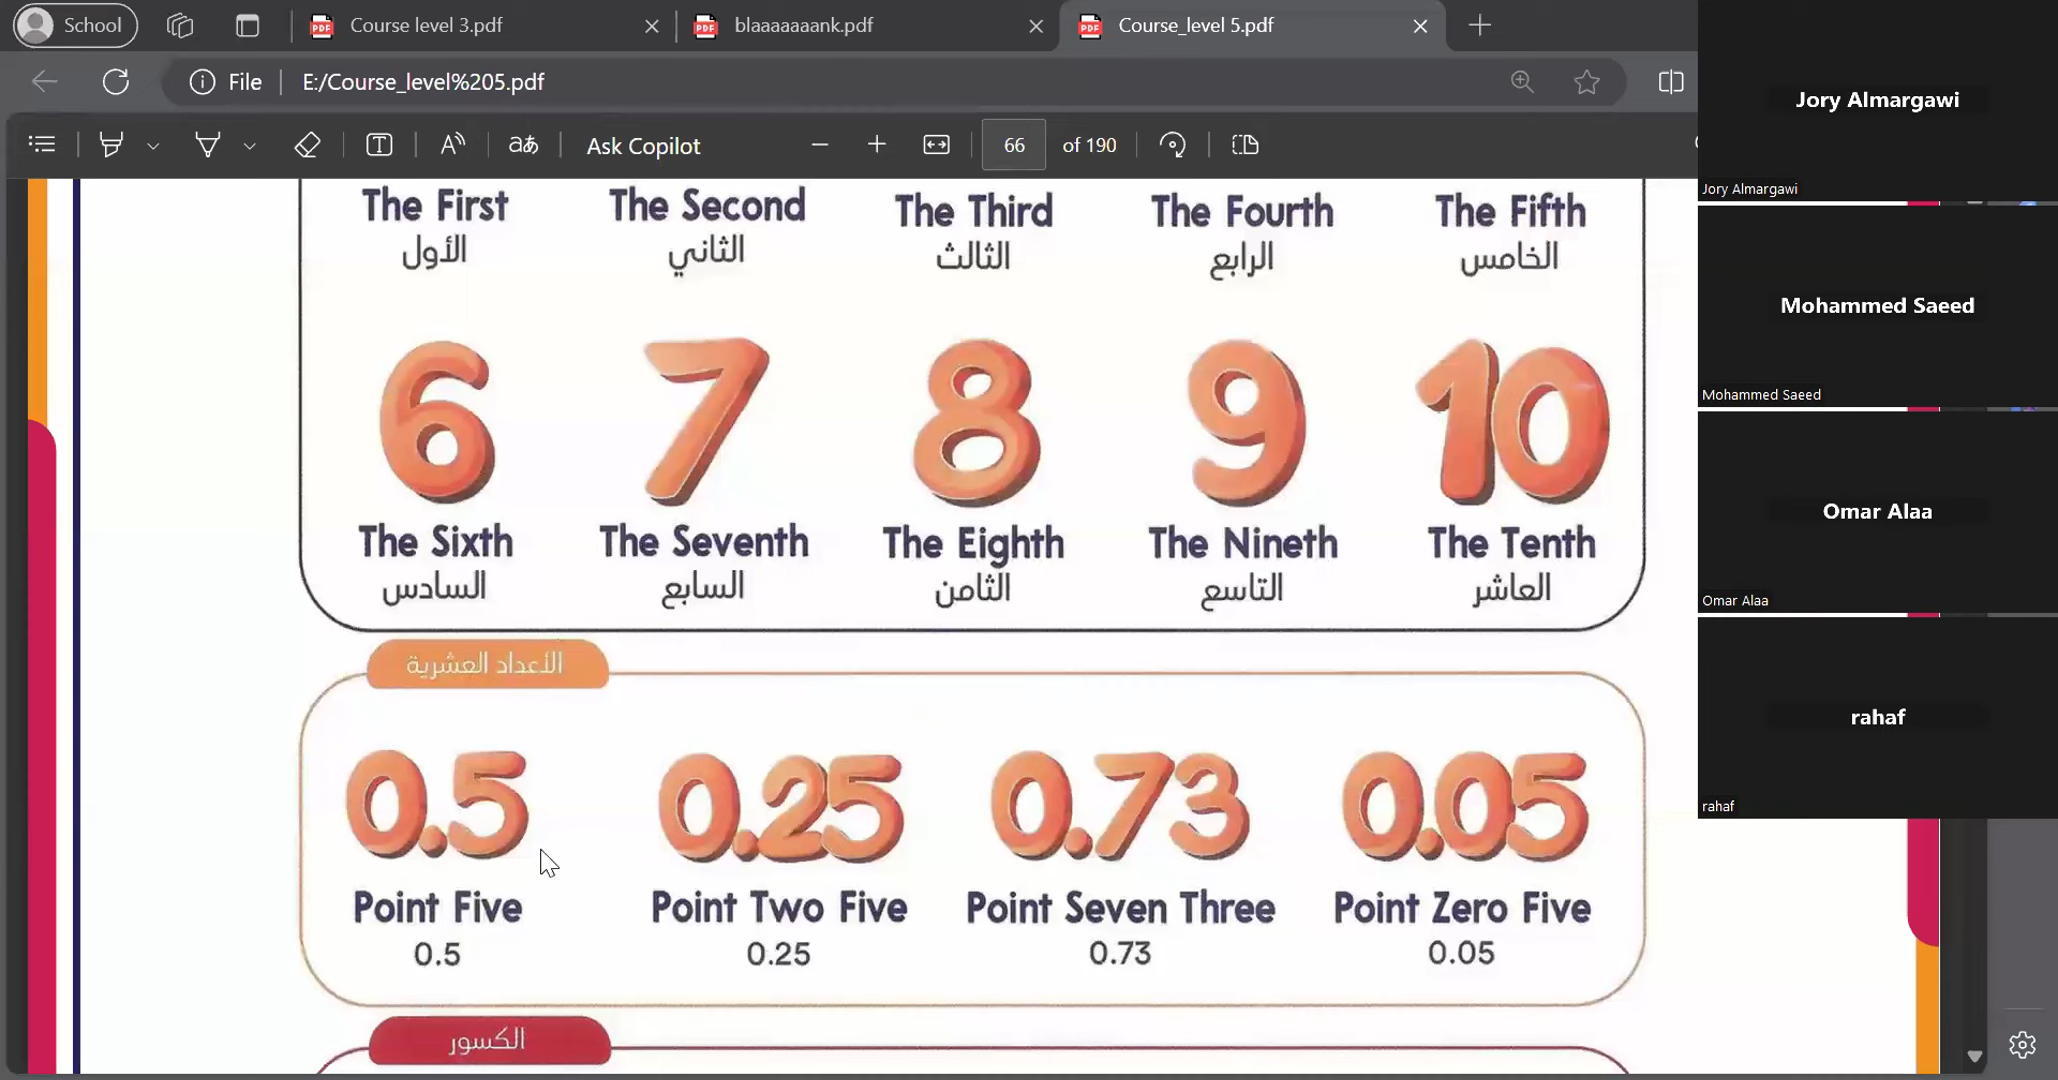 School
Course level 3.pdf
blaaaaaaank.pdf
Course_level 5.pdf
File
E:/Course_level%205.pdf
Ask Copilot
66 of 190
The First
The Second
The Third
The Fourth
The Fifth
الأول
الثاني
الثالث
الرابع
الخامس
6
7
8
9
10
The Sixth
The Seventh
The Eighth
The Nineth
The Tenth
السادس
السابع
الثامن
التاسع
العاشر
الأعداد العشرية
0.5
0.25
0.73
0.05
Point Five
Point Two Five
Point Seven Three
Point Zero Five
0.5
0.25
0.73
0.05
الكسور
Jory Almargawi
Jory Almargawi
Mohammed Saeed
Mohammed Saeed
Omar Alaa
Omar Alaa
rahaf
rahaf